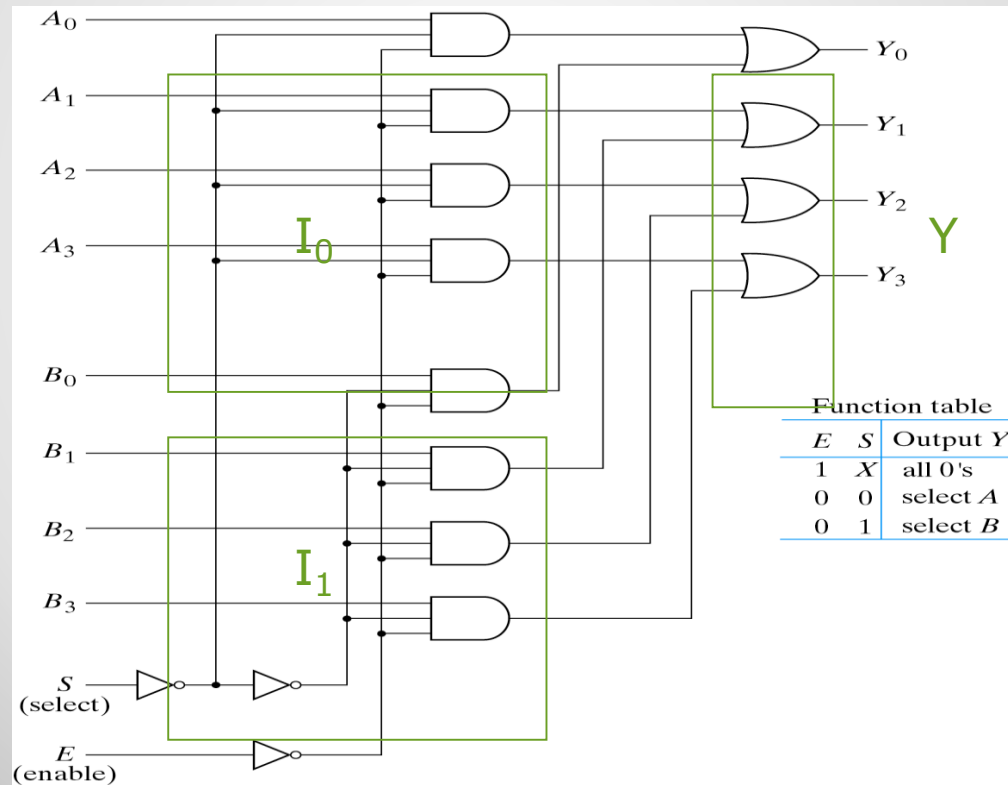 A0
Y0
A1
Y1
A2
Y2
A3
I0
Y
Y3
B0
Function table
E S Output Y
1 X all 0's
0 0 select A
0 1 select B
B1
B2
I1
B3
S
(select)
E
(enable)